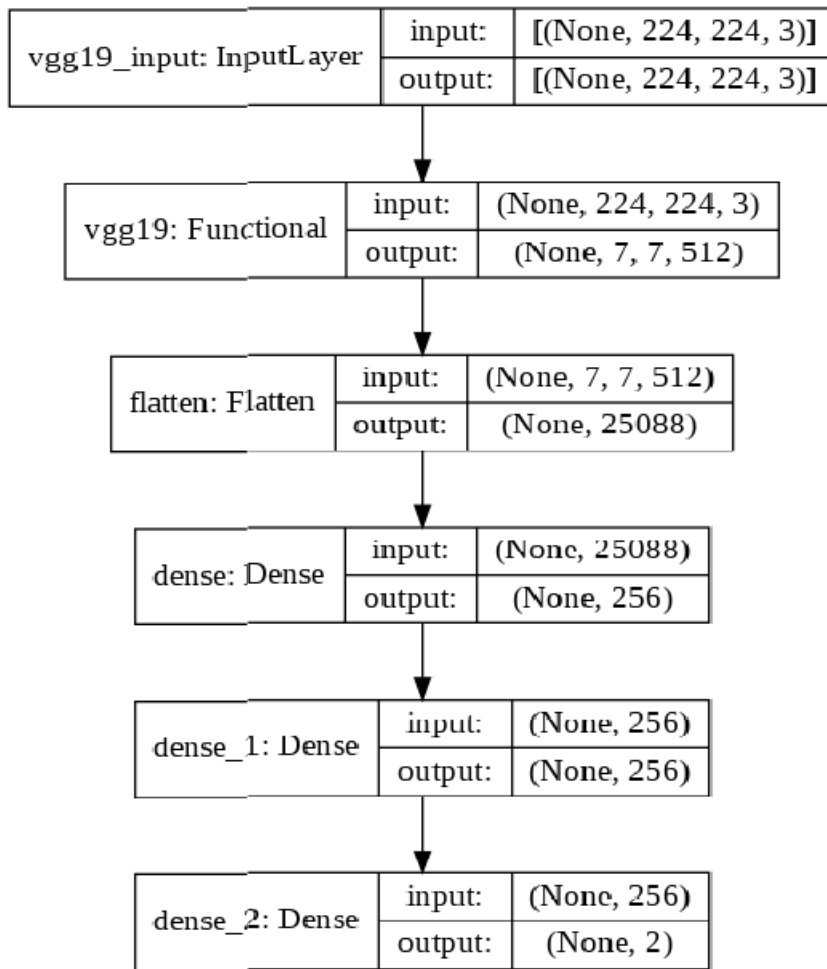 vgg19_input: InputLayer
input: [(None, 224, 224, 3)]
output: [(None, 224, 224, 3)]
vgg19: Functional
input: (None, 224, 224, 3)
output: (None, 7, 7, 512)
flatten: Flatten
input: (None, 7, 7, 512)
output: (None, 25088)
dense: Dense
input: (None, 25088)
output: (None, 256)
dense_1: Dense
input: (None, 256)
output: (None, 256)
dense_2: Dense
input: (None, 256)
output: (None, 2)